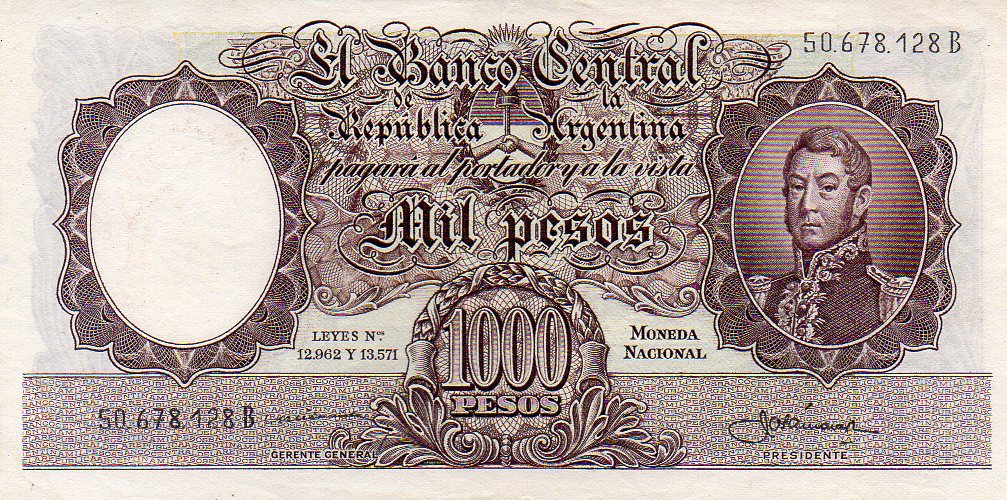 50.678.128 B
El Banco Central
de la
República Argentina
pagará al portador y a la vista
Mil pesos
LEYES Nos.
12.962 Y 13.571
1000
PESOS
MONEDA
NACIONAL
50.678.128 B
GERENTE GENERAL
PRESIDENTE